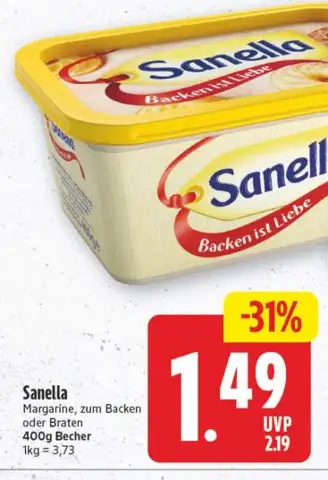 Sanella
Backen ist Liebe
Sanell
Backen ist Liebe
-31%
1.49
UVP
2.19
Sanella
Margarine, zum Backen
oder Braten
400g Becher
1kg = 3,73